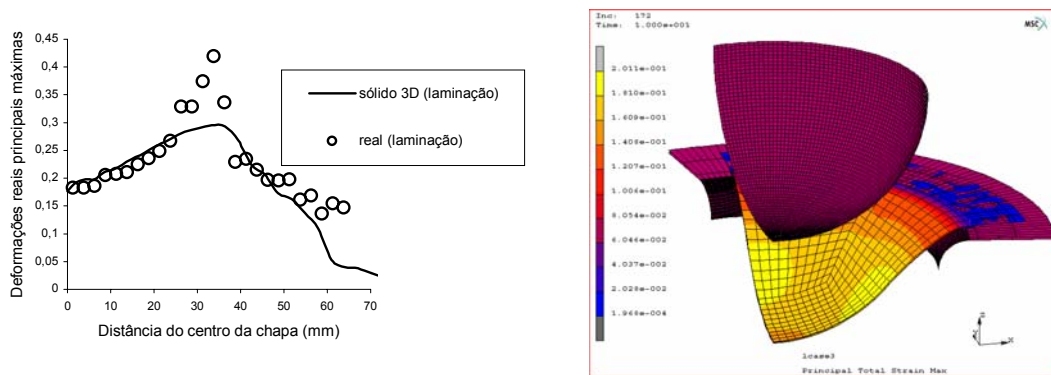 0,45
0,4
0,35
0,3
0,25
0,2
0,15
0,1
0,05
0
0 10 20 30 40 50 60 70
Deformações reais principais máximas
Distância do centro da chapa (mm)
sólido 3D (laminação)
real (laminação)
Inc: 172
Time: 1.000e+001
MSC
2.011e-001
1.810e-001
1.609e-001
1.408e-001
1.207e-001
1.006e-001
8.054e-002
6.046e-002
4.037e-002
2.028e-002
1.968e-004
Z
X
lcase3
Principal Total Strain Max